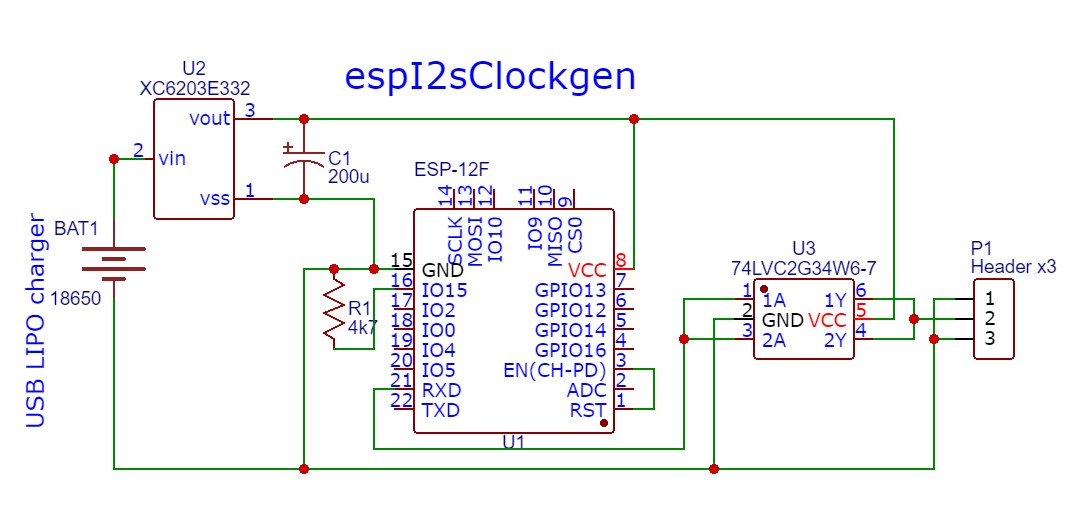 espI2sClockgen
U2
XC6203E332
vout 3
2 vin
vss 1
+
C1
200u
USB LIPO charger
BAT1
18650
R1
4k7
ESP-12F
14 13 12 11 10 9
SCLK MOSI IO10 IO9 MISO CS0
15 GND VCC 8
16 IO15 GPIO13 7
17 IO2 GPIO12 6
18 IO0 GPIO14 5
19 IO4 GPIO16 4
20 IO5 EN(CH-PD) 3
21 RXD ADC 2
22 TXD RST 1
U1
U3
74LVC2G34W6-7
1 1A 1Y 6
2 GND VCC 5
3 2A 2Y 4
P1
Header x3
1
2
3